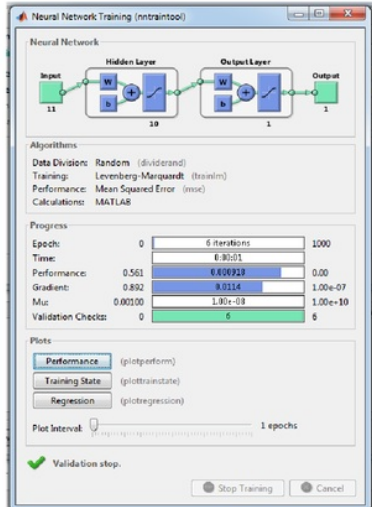 Neural Network Training (nntraintool)
Neural Network
Hidden Layer Output Layer
Input Output
W W
b b
11 10 1 1
Algorithms
Data Division: Random (dividerand)
Training: Levenberg-Marquardt (trainlm)
Performance: Mean Squared Error (mse)
Calculations: MATLAB
Progress
Epoch: 0 6 iterations 1000
Time: 0:00:01
Performance: 0.561 0.000910 0.00
Gradient: 0.892 0.0114 1.00e-07
Mu: 0.00100 1.00e-08 1.00e+10
Validation Checks: 0 6 6
Plots
Performance (plotperform)
Training State (plottrainstate)
Regression (plotregression)
Plot Interval: 1 epochs
Validation stop.
Stop Training Cancel